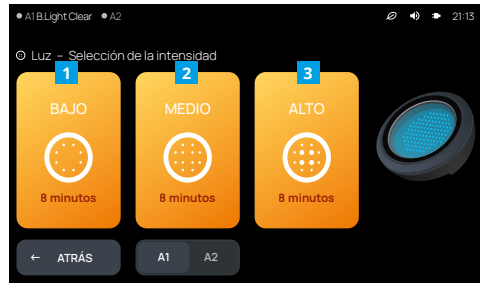 A1 B.Light Clear A2 21:13
Luz – Selección de la intensidad
1 2 3
BAJO MEDIO ALTO
8 minutos 8 minutos 8 minutos
← ATRÁS A1 A2